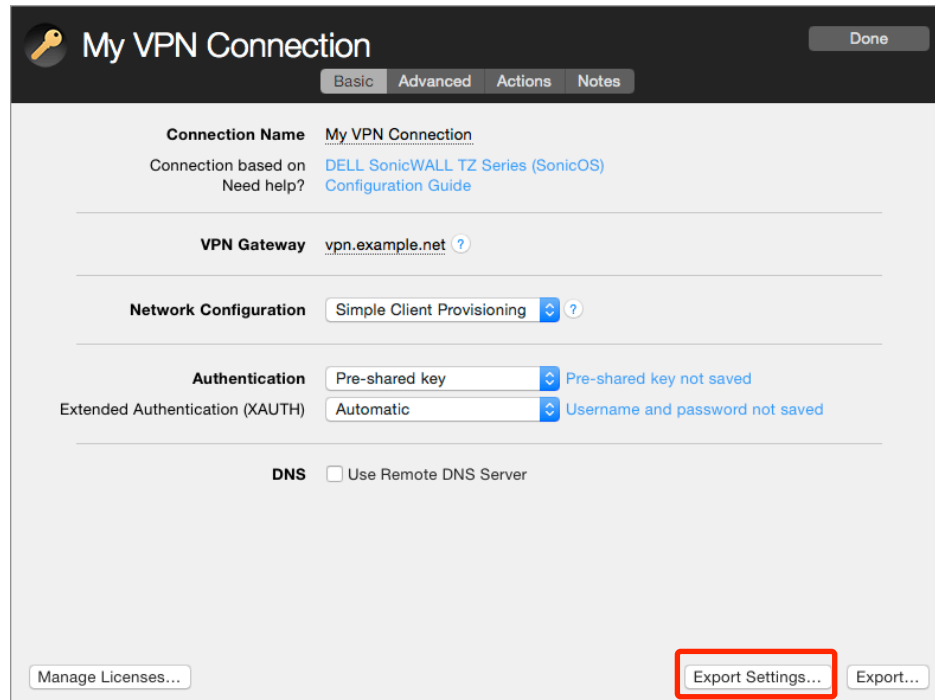 My VPN Connection
Done
Basic Advanced Actions Notes
Connection Name My VPN Connection
Connection based on DELL SonicWALL TZ Series (SonicOS)
Need help? Configuration Guide
VPN Gateway vpn.example.net ?
Network Configuration Simple Client Provisioning ?
Authentication Pre-shared key Pre-shared key not saved
Extended Authentication (XAUTH) Automatic Username and password not saved
DNS Use Remote DNS Server
Manage Licenses... Export Settings... Export...